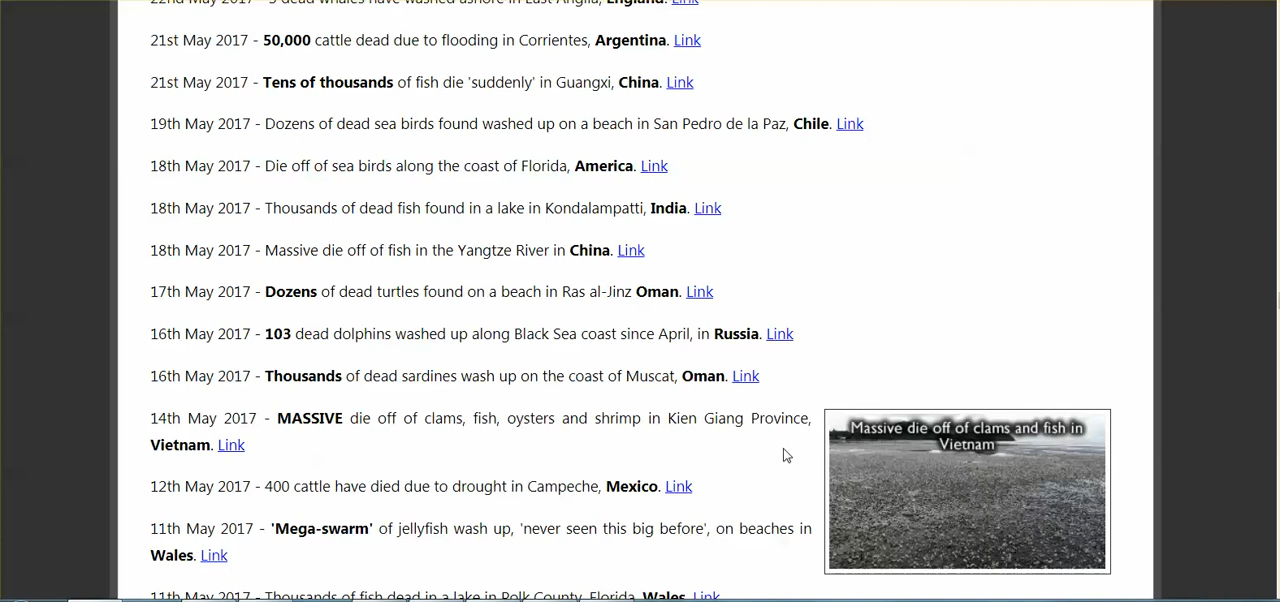 22nd May 2017 - 3 dead whales have washed ashore in East Anglia, England. Link
21st May 2017 - 50,000 cattle dead due to flooding in Corrientes, Argentina. Link
21st May 2017 - Tens of thousands of fish die 'suddenly' in Guangxi, China. Link
19th May 2017 - Dozens of dead sea birds found washed up on a beach in San Pedro de la Paz, Chile. Link
18th May 2017 - Die off of sea birds along the coast of Florida, America. Link
18th May 2017 - Thousands of dead fish found in a lake in Kondalampatti, India. Link
18th May 2017 - Massive die off of fish in the Yangtze River in China. Link
17th May 2017 - Dozens of dead turtles found on a beach in Ras al-Jinz Oman. Link
16th May 2017 - 103 dead dolphins washed up along Black Sea coast since April, in Russia. Link
16th May 2017 - Thousands of dead sardines wash up on the coast of Muscat, Oman. Link
14th May 2017 - MASSIVE die off of clams, fish, oysters and shrimp in Kien Giang Province,
Vietnam. Link
Massive die off of clams and fish in
Vietnam
12th May 2017 - 400 cattle have died due to drought in Campeche, Mexico. Link
11th May 2017 - 'Mega-swarm' of jellyfish wash up, 'never seen this big before', on beaches in
Wales. Link
11th May 2017 - Thousands of fish dead in a lake in Polk County, Florida, Wales. Link